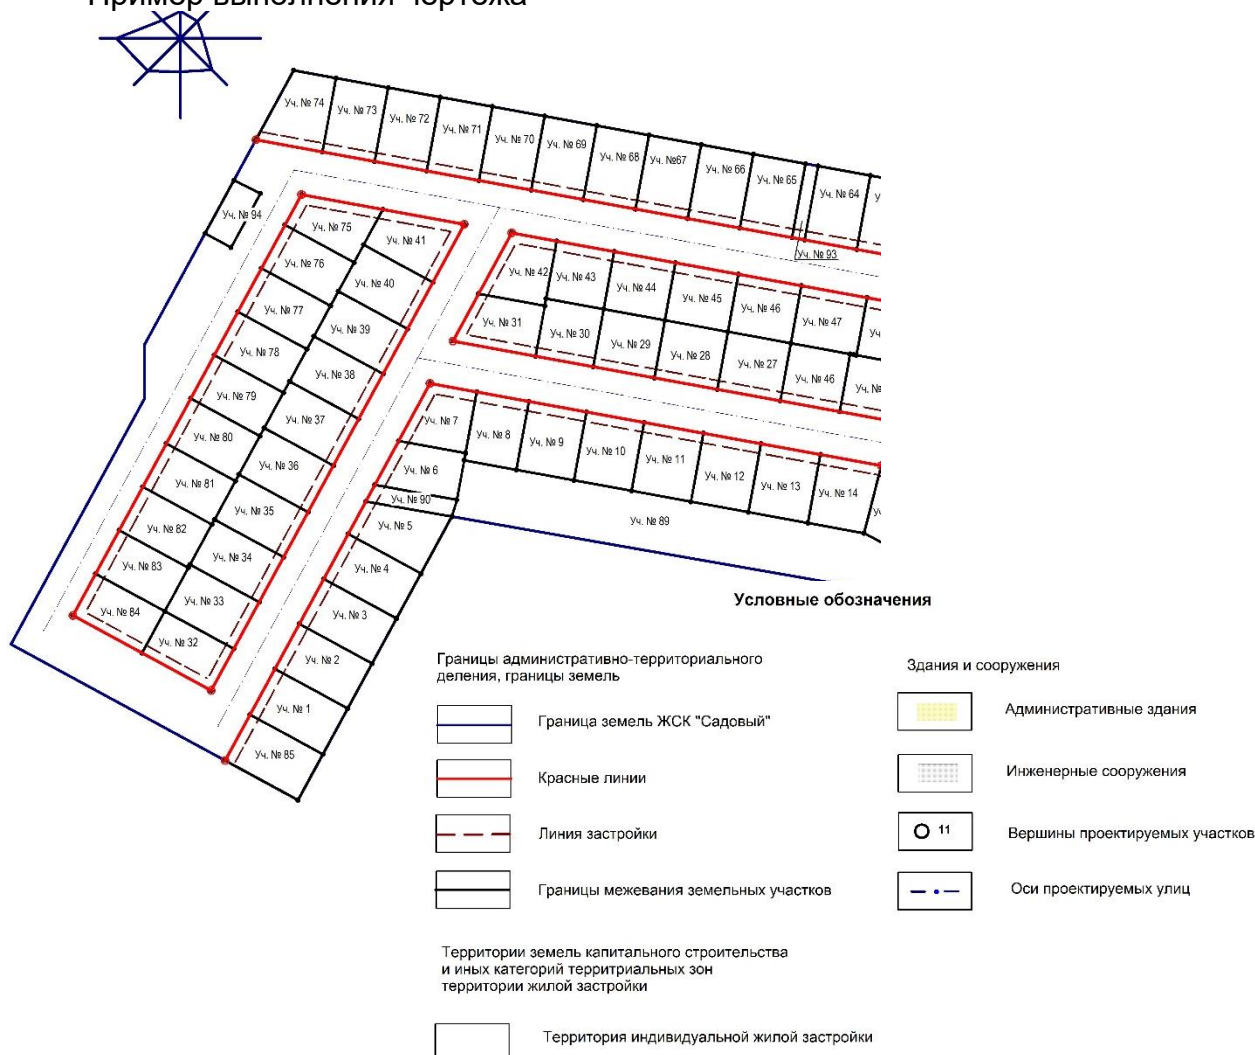 Пример выполнения чертежа
Уч. № 74
Уч. № 73
Уч. № 72
Уч. № 71
Уч. № 70
Уч. № 69
Уч. № 68
Уч. №67
Уч. № 66
Уч. № 65
Уч. № 64
Уч. № 93
Уч. № 94
Уч. № 75
Уч. № 41
Уч. № 76
Уч. № 40
Уч. № 77
Уч. № 39
Уч. № 78
Уч. № 38
Уч. № 79
Уч. № 37
Уч. № 80
Уч. № 36
Уч. № 81
Уч. № 35
Уч. № 82
Уч. № 34
Уч. № 83
Уч. № 33
Уч. № 84
Уч. № 32
Уч. № 42
Уч. № 43
Уч. № 44
Уч. № 45
Уч. № 46
Уч. № 47
Уч.
Уч. № 31
Уч. № 30
Уч. № 29
Уч. № 28
Уч. № 27
Уч. № 46
Уч. №
Уч. № 7
Уч. № 8
Уч. № 9
Уч. № 10
Уч. № 11
Уч. № 12
Уч. № 13
Уч. № 14
Уч. № 6
Уч. № 90
Уч. № 5
Уч. № 89
Уч. № 4
Уч. № 3
Уч. № 2
Уч. № 1
Уч. № 85
Условные обозначения
Границы административно-территориального
деления, границы земель
Граница земель ЖСК "Садовый"
Красные линии
Линия застройки
Границы межевания земельных участков
Территории земель капитального строительства
и иных категорий территриальных зон
территории жилой застройки
Территория индивидуальной жилой застройки
Здания и сооружения
Административные здания
Инженерные сооружения
11 Вершины проектируемых участков
Оси проектируемых улиц